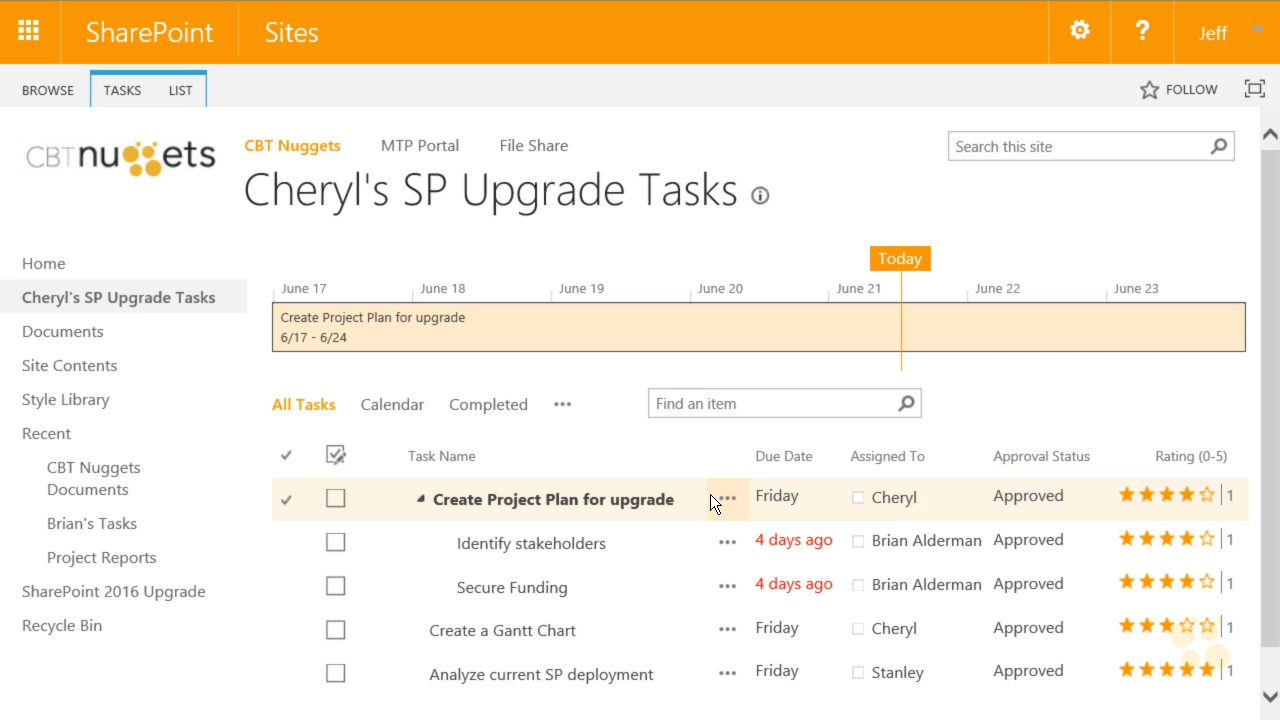 SharePoint Sites ? Jeff
BROWSE TASKS LIST FOLLOW
CBTnuggets
CBT Nuggets MTP Portal File Share
Search this site
Cheryl's SP Upgrade Tasks
Home
Cheryl's SP Upgrade Tasks
Documents
Site Contents
Style Library
Recent
CBT Nuggets
Documents
Brian's Tasks
Project Reports
SharePoint 2016 Upgrade
Recycle Bin
Today
June 17 June 18 June 19 June 20 June 21 June 22 June 23
Create Project Plan for upgrade
6/17 - 6/24
All Tasks Calendar Completed ••• Find an item
Task Name Due Date Assigned To Approval Status Rating (0-5)
Create Project Plan for upgrade ••• Friday Cheryl Approved 1
Identify stakeholders ••• 4 days ago Brian Alderman Approved 1
Secure Funding ••• 4 days ago Brian Alderman Approved 1
Create a Gantt Chart ••• Friday Cheryl Approved 1
Analyze current SP deployment ••• Friday Stanley Approved 1